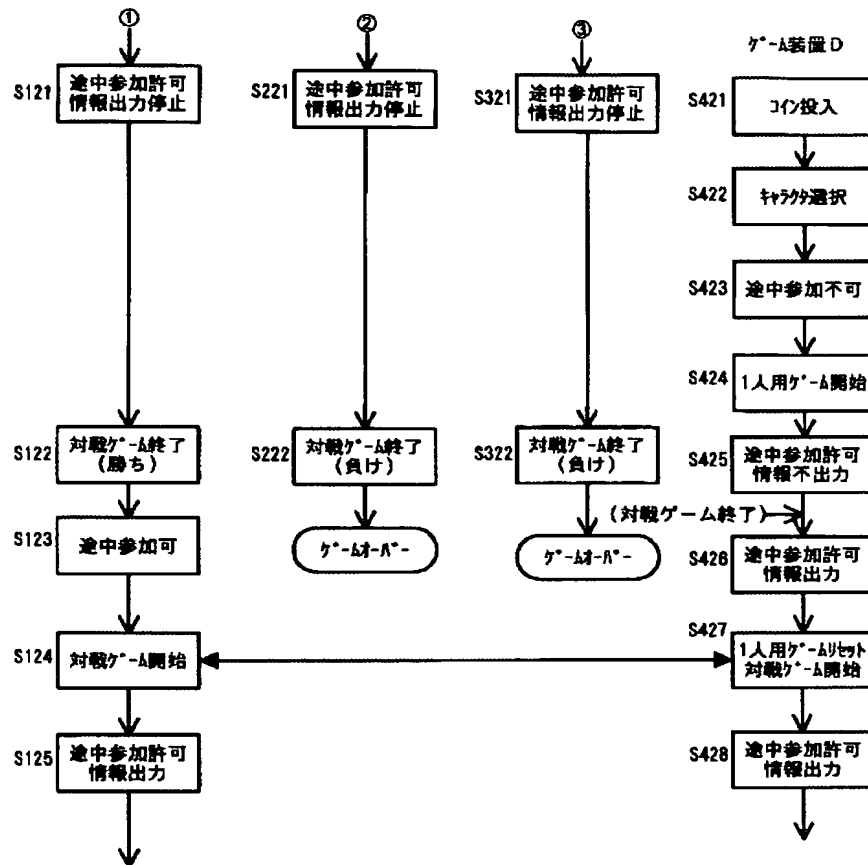 ①
S121
途中参加許可
情報出力停止
S122
対戦ｹﾞｰﾑ終了
(勝ち)
S123
途中参加可
S124
対戦ｹﾞｰﾑ開始
S125
途中参加許可
情報出力
②
S221
途中参加許可
情報出力停止
S222
対戦ｹﾞｰﾑ終了
(負け)
ｹﾞｰﾑｵｰﾊﾞｰ
③
S321
途中参加許可
情報出力停止
S322
対戦ｹﾞｰﾑ終了
(負け)
ｹﾞｰﾑｵｰﾊﾞｰ
ｹﾞｰﾑ装置D
S421
ｺｲﾝ投入
S422
ｷｬﾗｸﾀ選択
S423
途中参加不可
S424
1人用ｹﾞｰﾑ開始
S425
途中参加許可
情報不出力
(対戦ゲーム終了)
S426
途中参加許可
情報出力
S427
1人用ｹﾞｰﾑﾘｾｯﾄ
対戦ｹﾞｰﾑ開始
S428
途中参加許可
情報出力